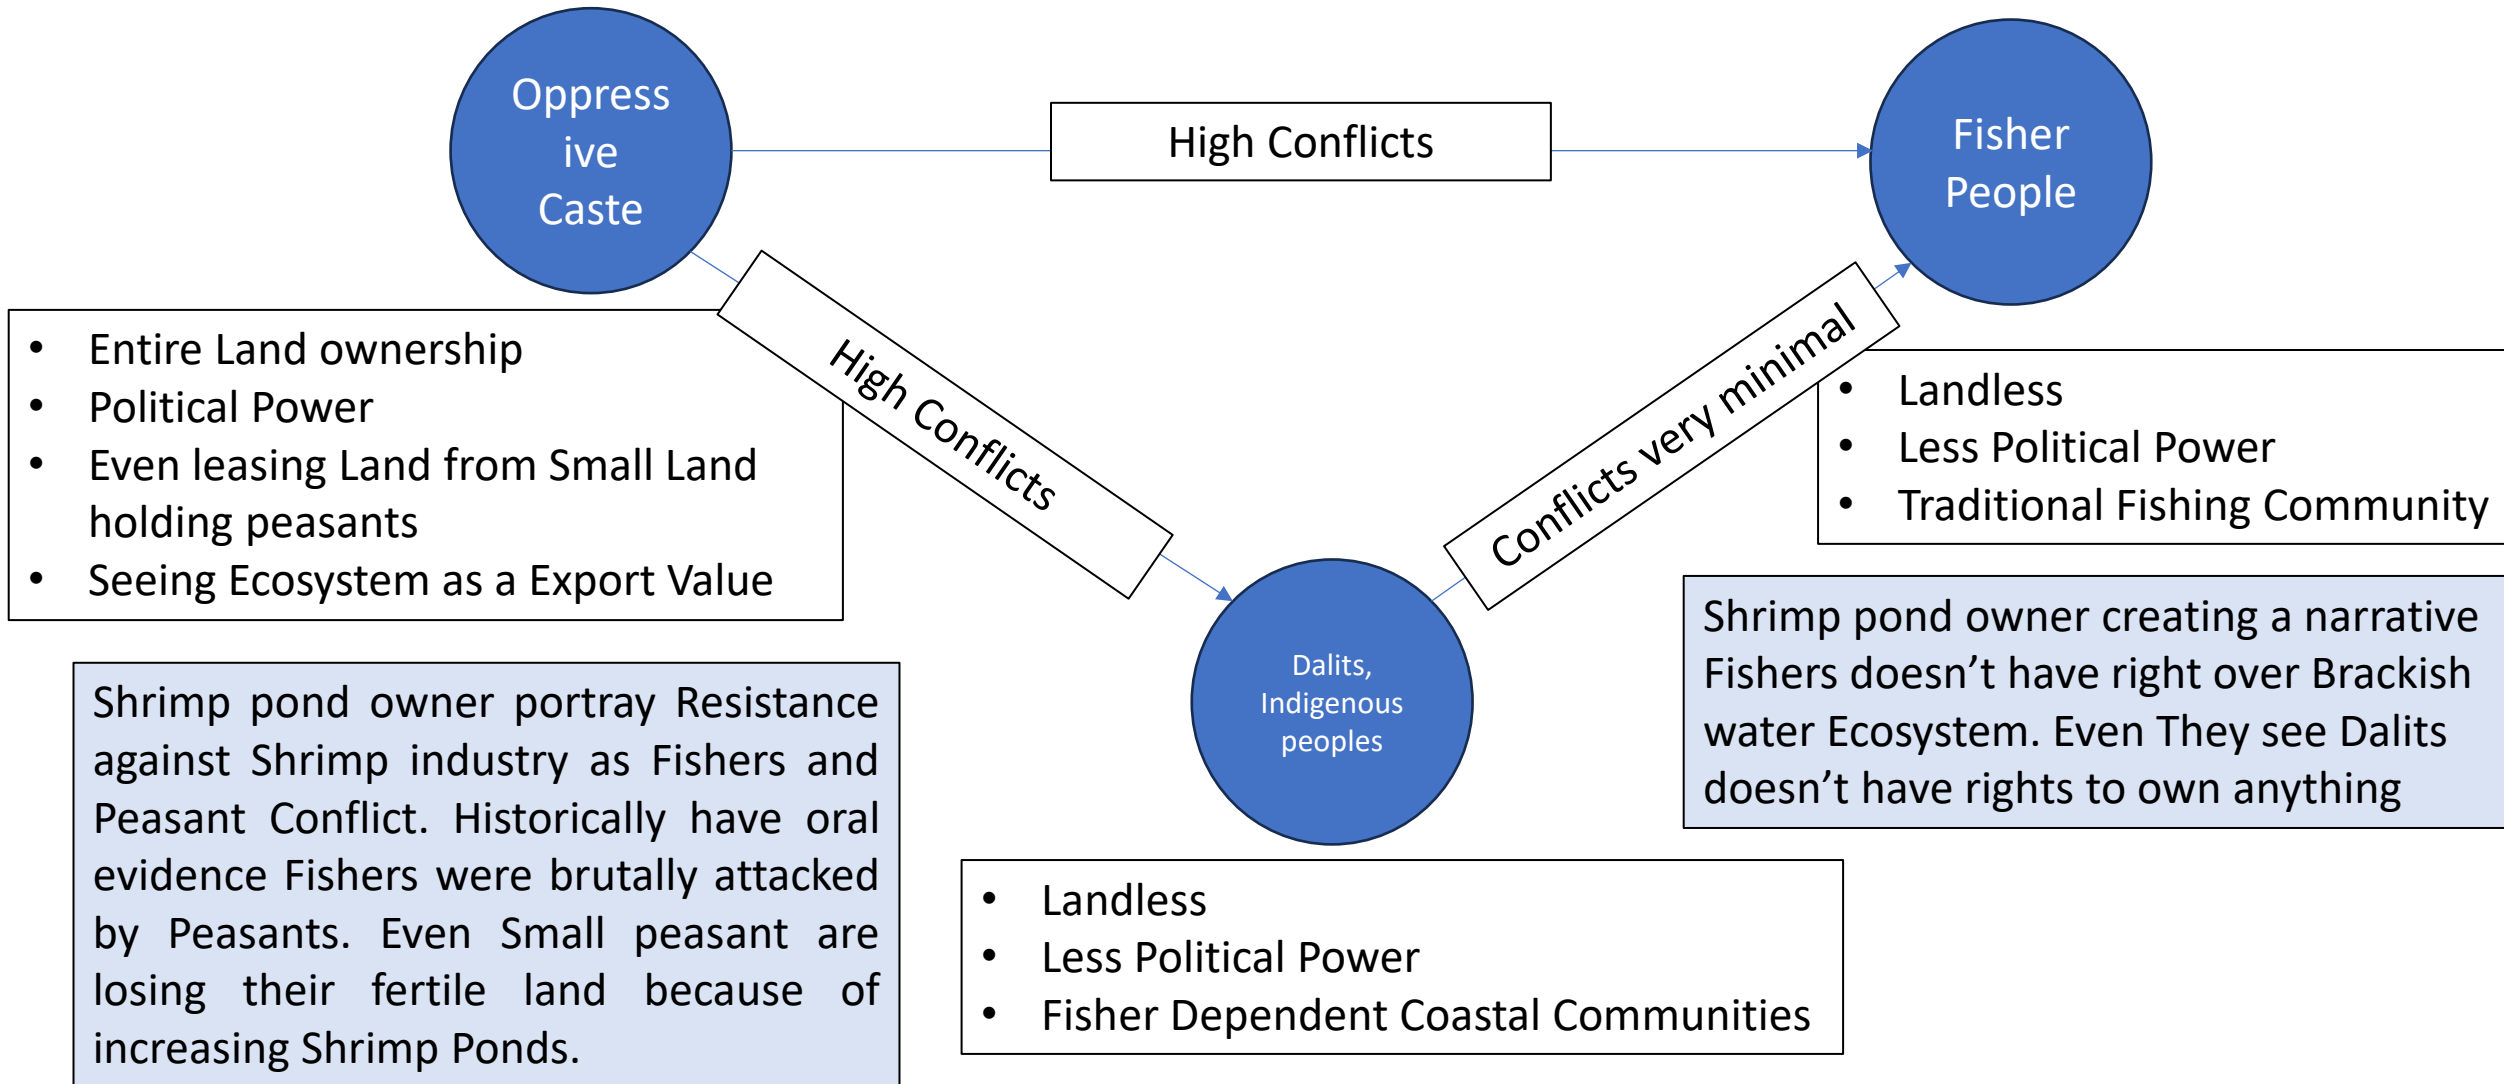 Oppress
ive
Caste
High Conflicts
Fisher
People
• Entire Land ownership
• Political Power
• Even leasing Land from Small Land
holding peasants
• Seeing Ecosystem as a Export Value
High Conflicts
Conflicts very minimal
• Landless
• Less Political Power
• Traditional Fishing Community
Dalits,
Indigenous
peoples
Shrimp pond owner creating a narrative
Fishers doesn’t have right over Brackish
water Ecosystem. Even They see Dalits
doesn’t have rights to own anything
Shrimp pond owner portray Resistance
against Shrimp industry as Fishers and
Peasant Conflict. Historically have oral
evidence Fishers were brutally attacked
by Peasants. Even Small peasant are
losing their fertile land because of
increasing Shrimp Ponds.
• Landless
• Less Political Power
• Fisher Dependent Coastal Communities